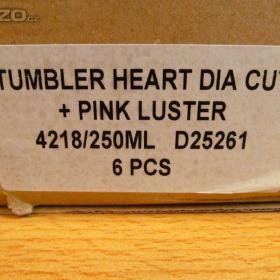 TUMBLER HEART DIA CUT
+ PINK LUSTER
4218/250ML D25261
6 PCS